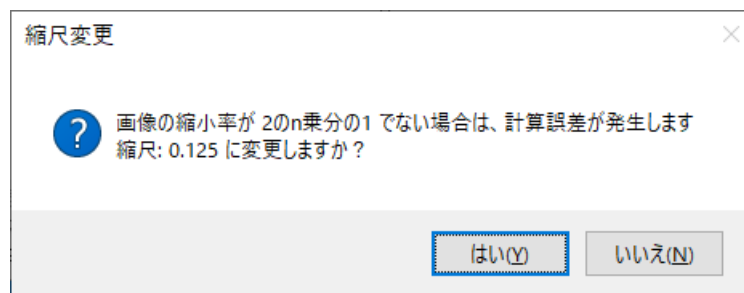 縮尺変更
画像の縮小率が 2のn乗分の1 でない場合は、計算誤差が発生します
縮尺: 0.125 に変更しますか？
はい(Y)
いいえ(N)